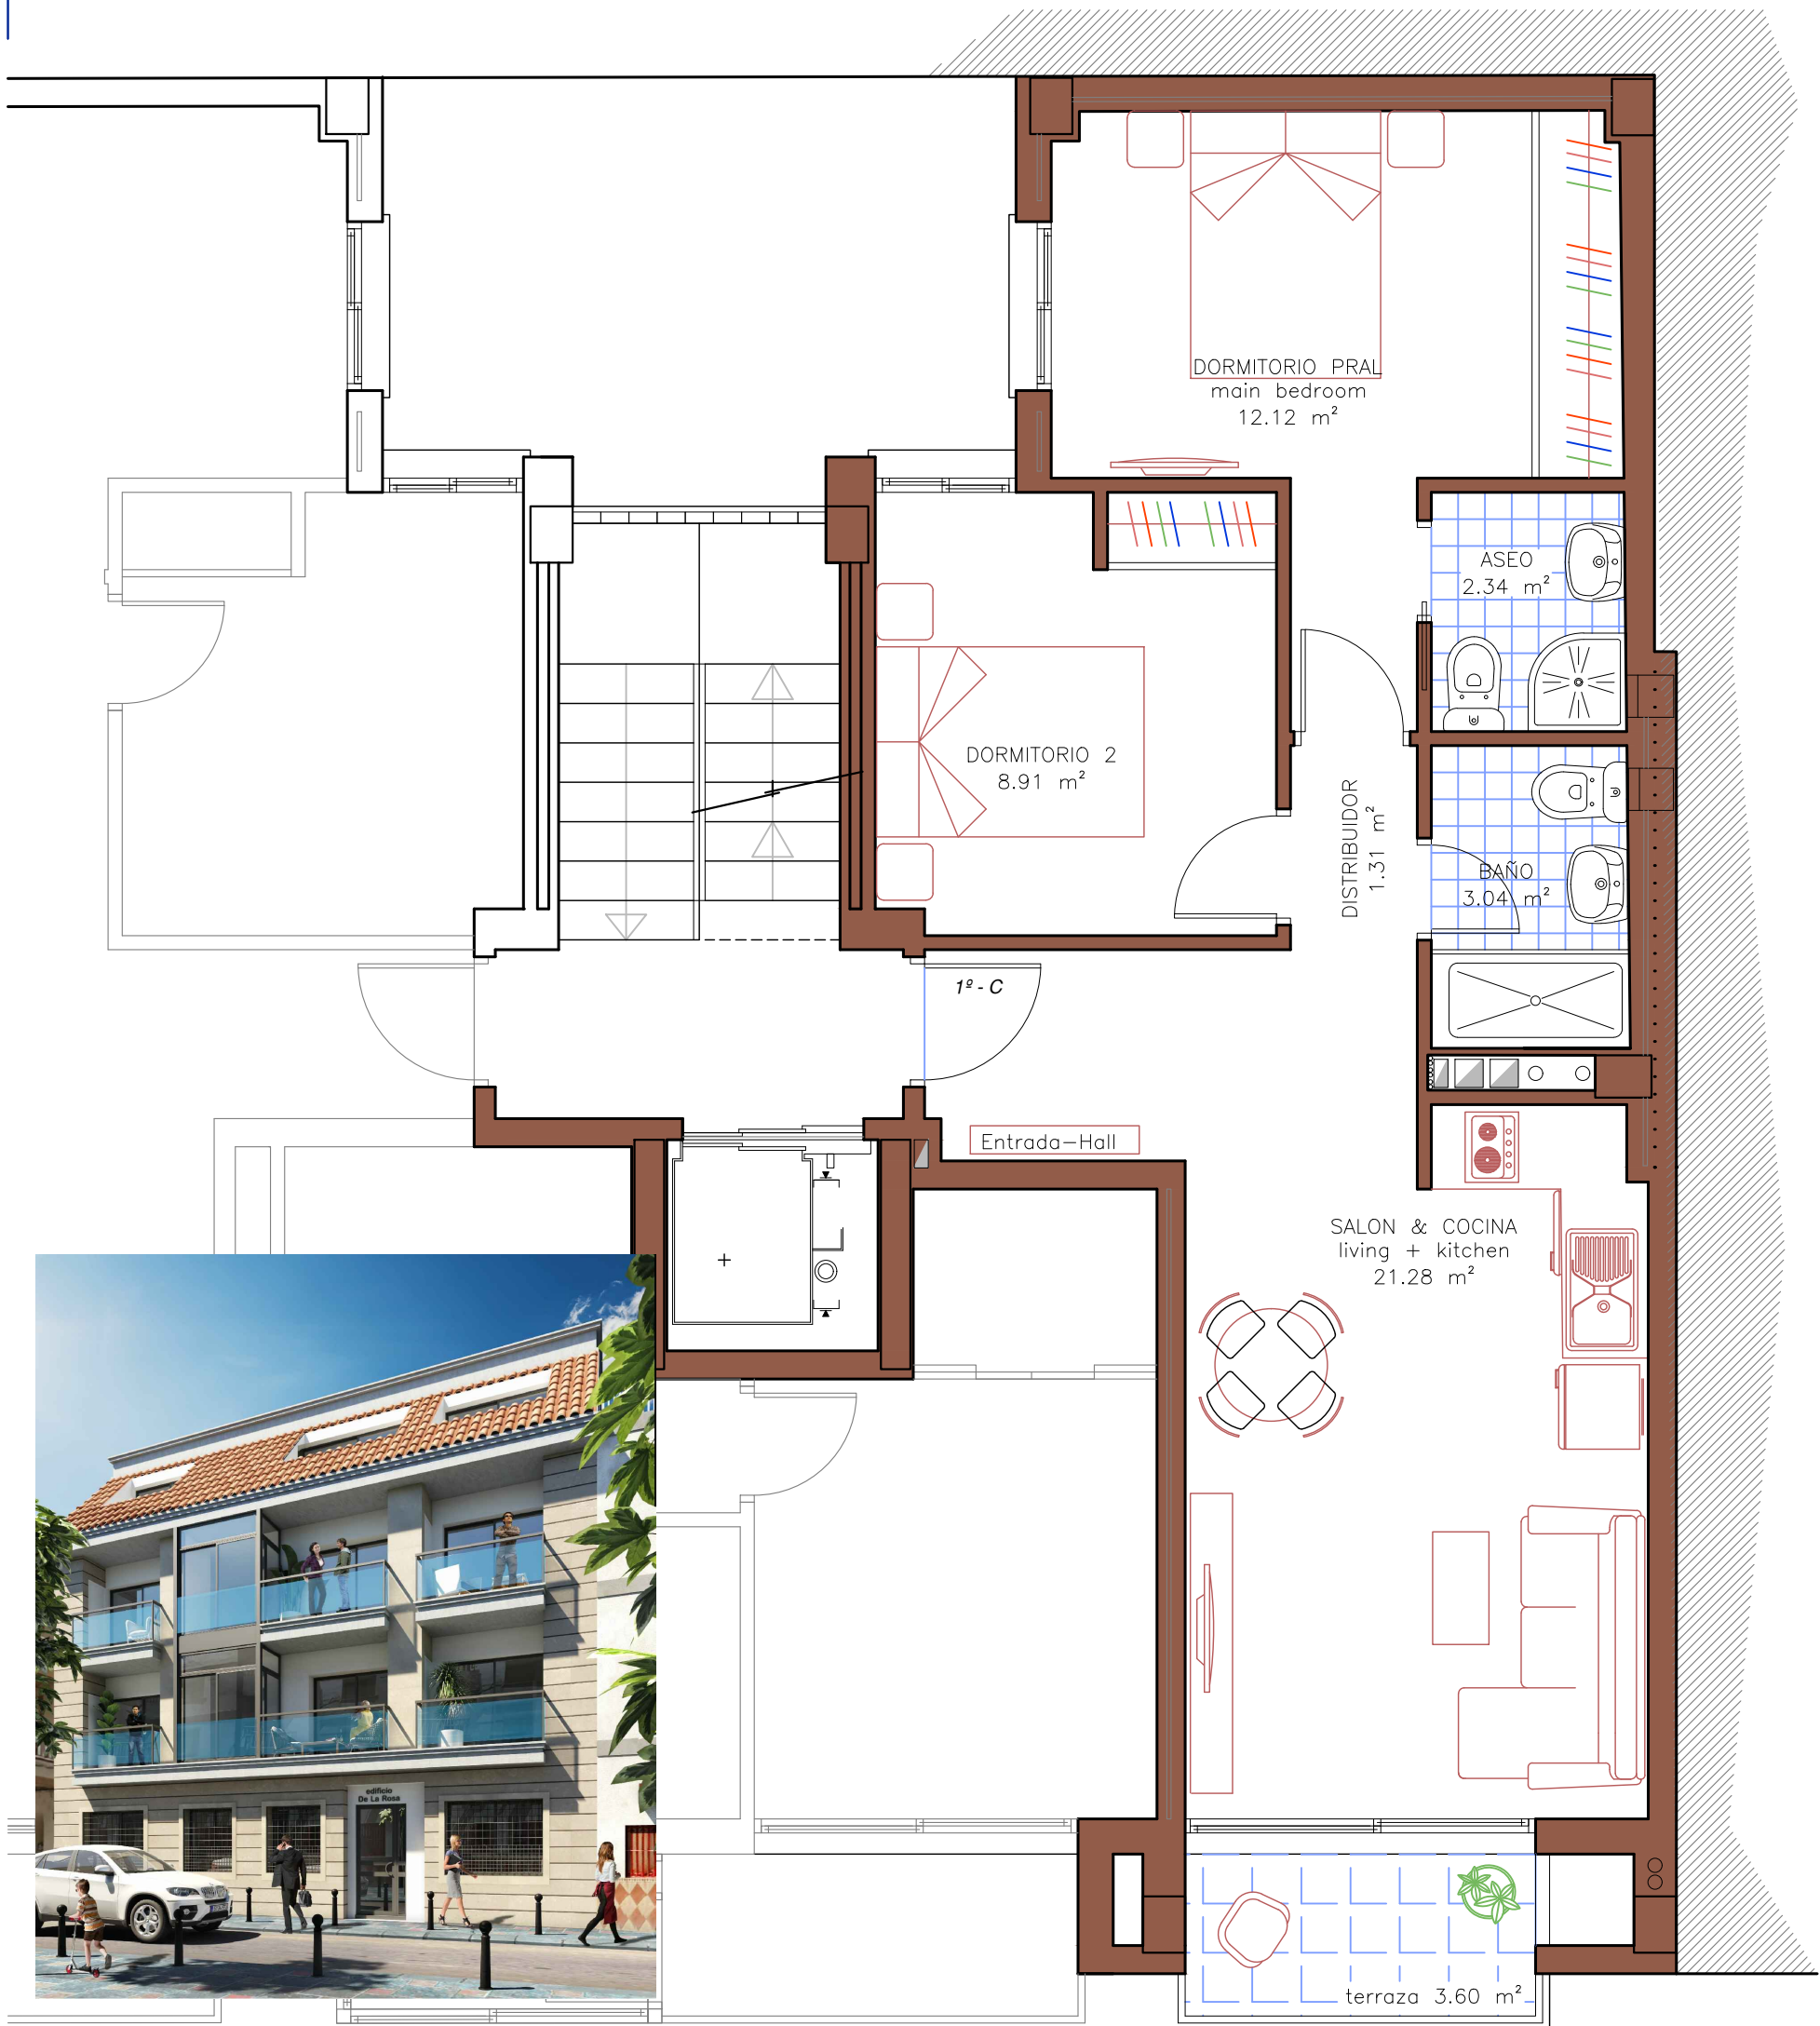 DORMITORIO PRAL
main bedroom
12.12 m²
ASEO
2.34 m²
DORMITORIO 2
8.91 m²
DISTRIBUIDOR
1.31 m²
BAÑO
3.04 m²
1º - C
Entrada-Hall
SALON & COCINA
living + kitchen
21.28 m²
edificio
De La Rosa
terraza 3.60 m²